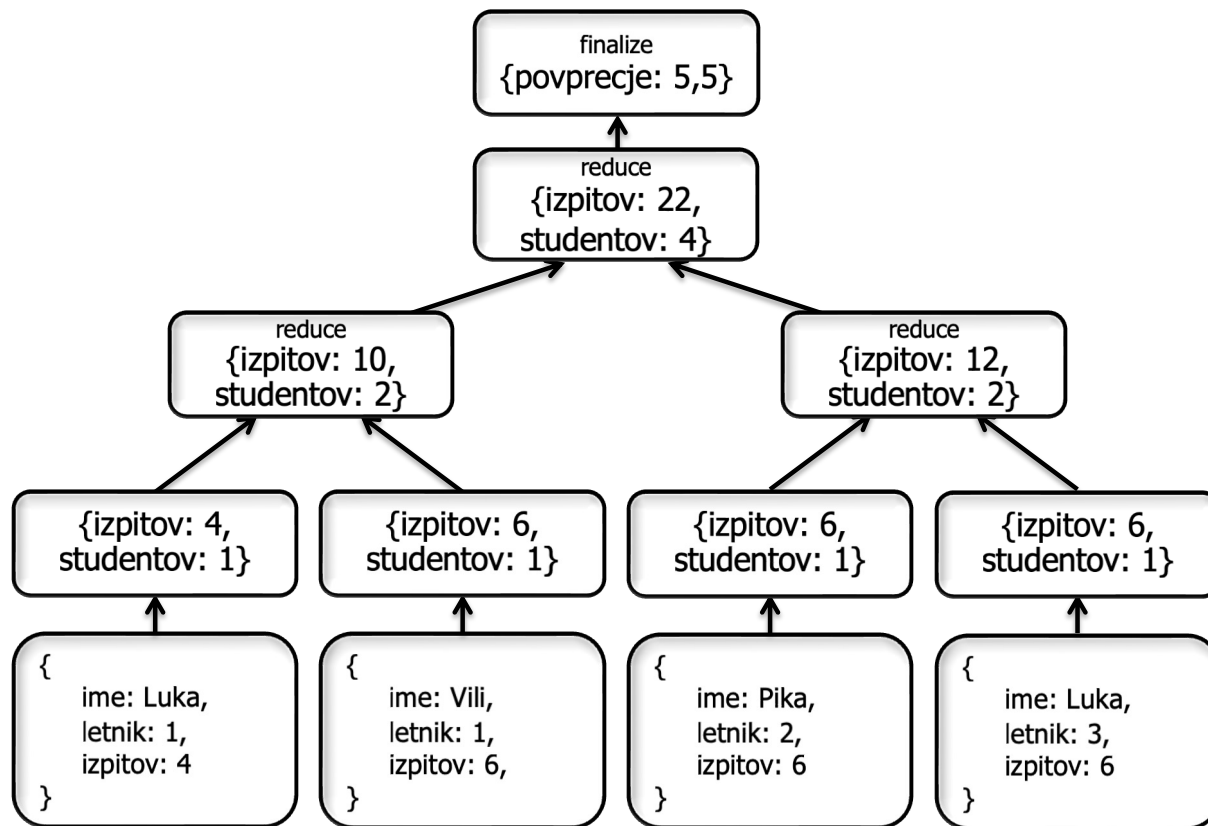 finalize
{povprecje: 5,5}
reduce
{izpitov: 22,
studentov: 4}
reduce
{izpitov: 10,
studentov: 2}
reduce
{izpitov: 12,
studentov: 2}
{izpitov: 4,
studentov: 1}
{izpitov: 6,
studentov: 1}
{izpitov: 6,
studentov: 1}
{izpitov: 6,
studentov: 1}
{
ime: Luka,
letnik: 1,
izpitov: 4
}
{
ime: Vili,
letnik: 1,
izpitov: 6,
}
{
ime: Pika,
letnik: 2,
izpitov: 6
}
{
ime: Luka,
letnik: 3,
izpitov: 6
}